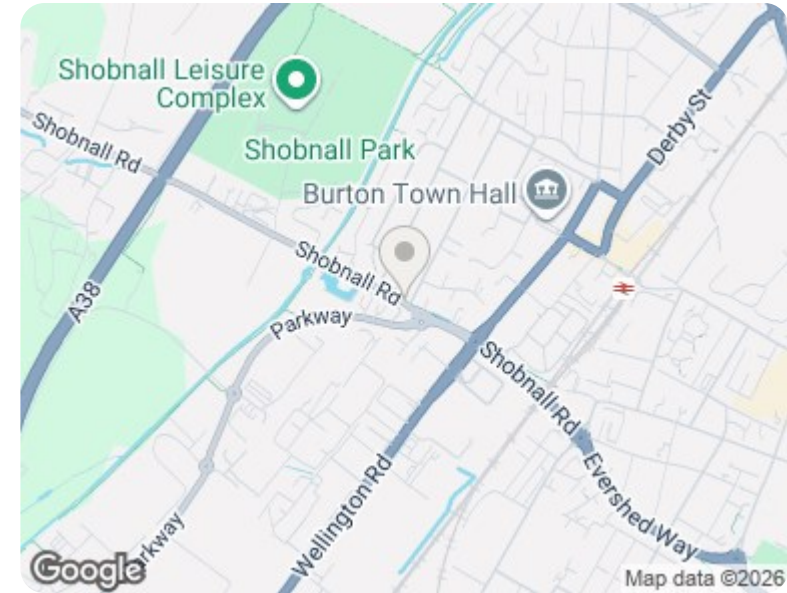 Shobnall Leisure
Complex
Shobnall Rd
Shobnall Park
Derby St
Burton Town Hall
Shobnall Rd
A38
Parkway
Shobnall Rd
Wellington Rd
Evershed Way
arkway
Google
Map data ©2026